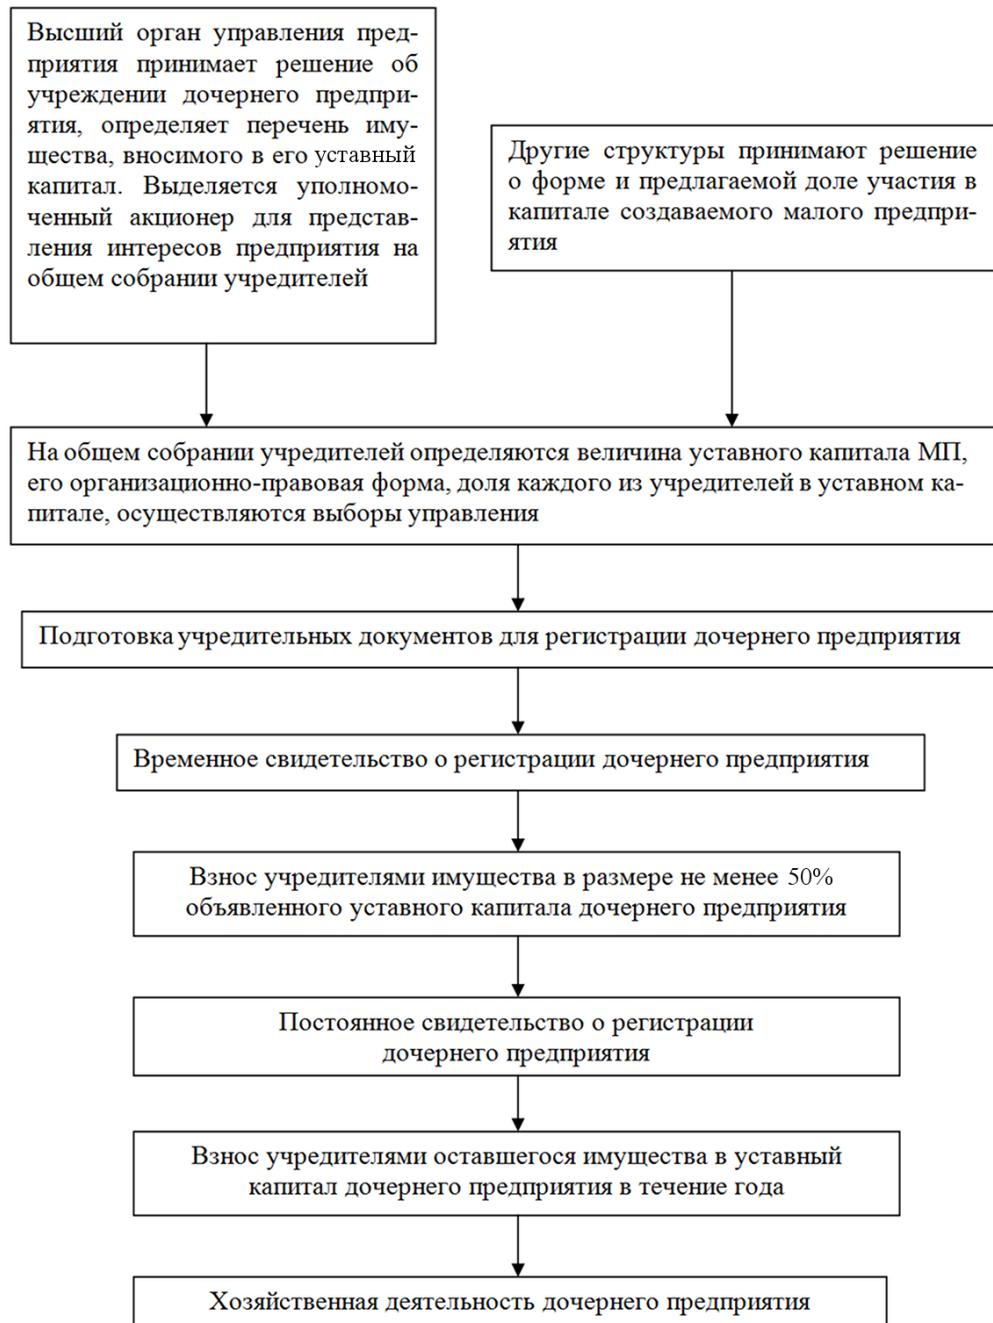 Высший орган управления пред-
приятия принимает решение об
учреждении дочернего предпри-
ятия, определяет перечень иму-
щества, вносимого в его уставный
капитал. Выделяется уполномо-
ченный акционер для представ-
ления интересов предприятия на
общем собрании учредителей
Другие структуры принимают решение
о форме и предлагаемой доле участия в
капитале создаваемого малого предпри-
ятия
На общем собрании учредителей определяются величина уставного капитала МП,
его организационно-правовая форма, доля каждого из учредителей в уставном ка-
питале, осуществляются выборы управления
Подготовка учредительных документов для регистрации дочернего предприятия
Временное свидетельство о регистрации дочернего предприятия
Взнос учредителями имущества в размере не менее 50%
объявленного уставного капитала дочернего предприятия
Постоянное свидетельство о регистрации
дочернего предприятия
Взнос учредителями оставшегося имущества в уставный
капитал дочернего предприятия в течение года
Хозяйственная деятельность дочернего предприятия